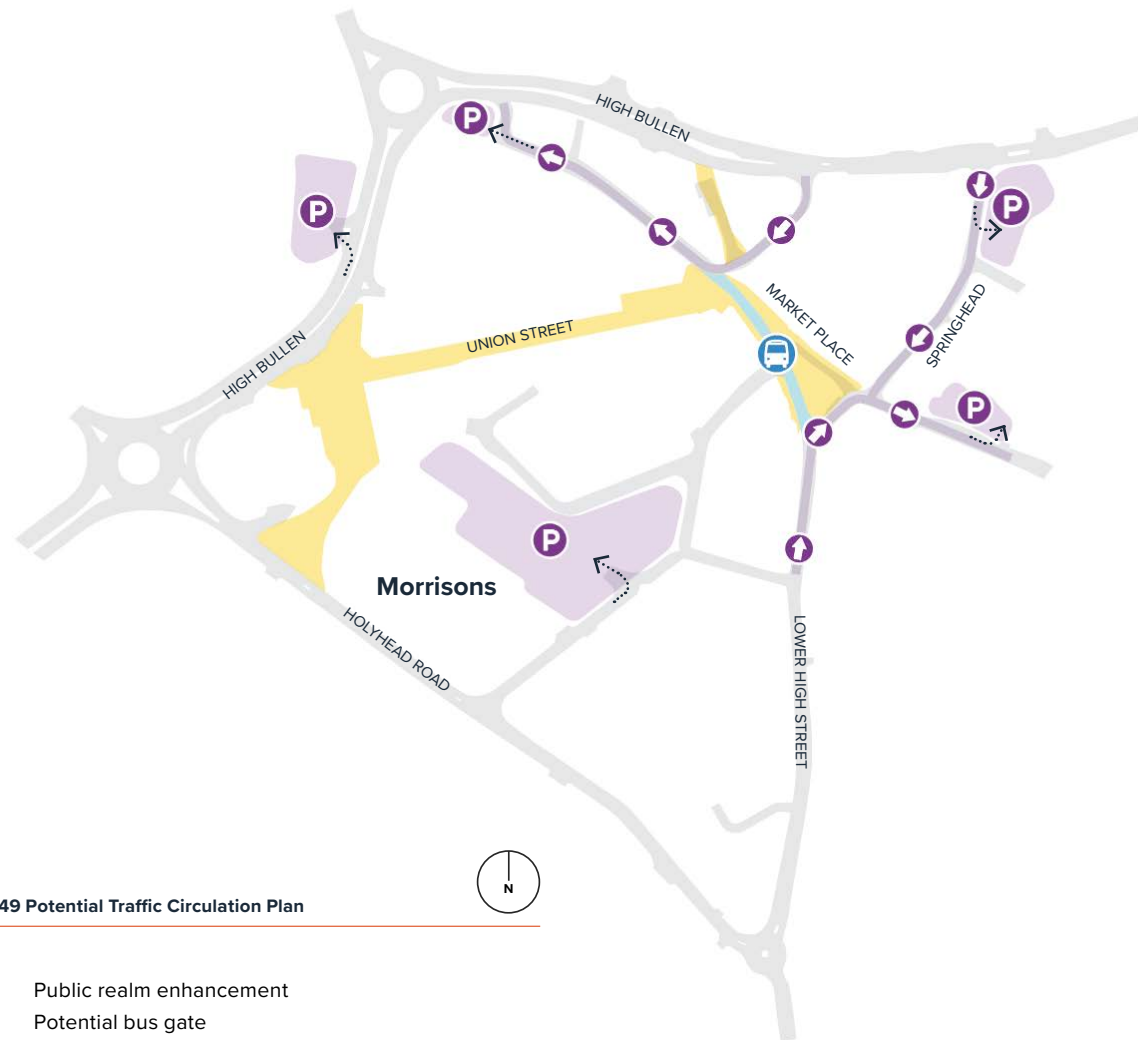 HIGH BULLEN
P
P
P
HIGH BULLEN
UNION STREET
MARKET PLACE
SPRINGHEAD
P
P
Morrisons
HOLYHEAD ROAD
LOWER HIGH STREET
N
49 Potential Traffic Circulation Plan
Public realm enhancement
Potential bus gate